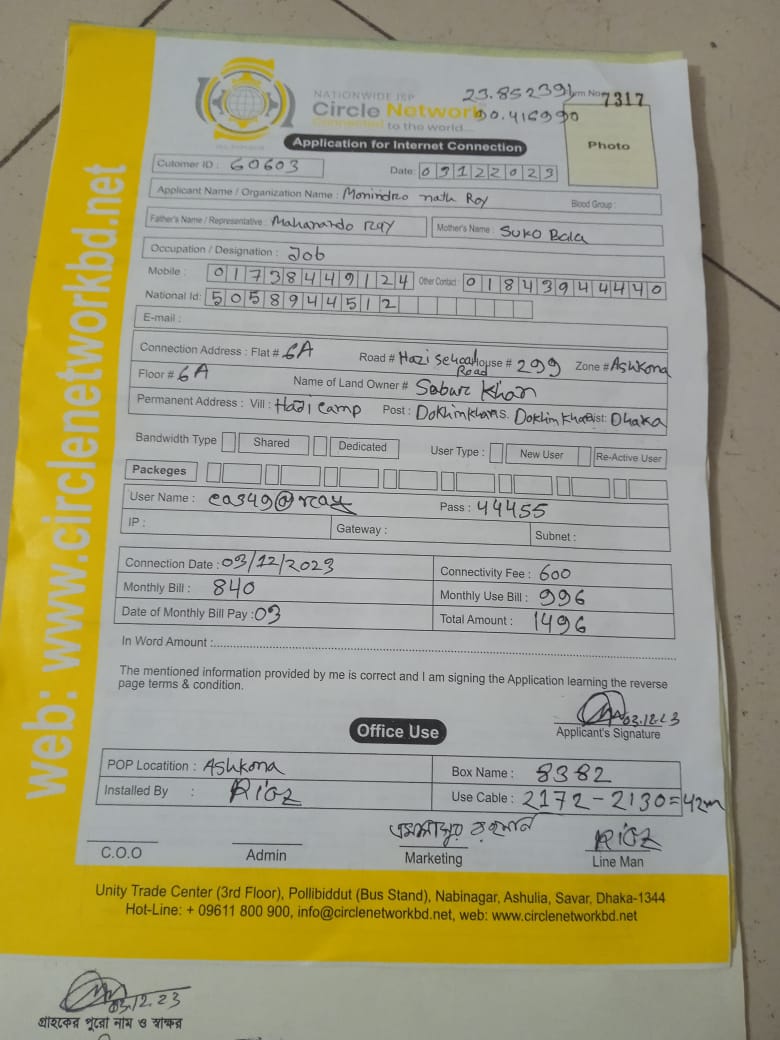 NATIONWIDE ISP
Circle Network
Connected to the world...
23.852391
90.416990
7317
Photo
Application for Internet Connection
Cutomer ID : 60603 Date: 03122023
Applicant Name / Organization Name : Monindro nath Roy Blood Group :
Father's Name / Representative : Mahanando Ray Mother's Name : Suko Bala
Occupation / Designation : Job
Mobile : 01738449124 Other Contact : 01843944440
National Id: 5058944512
E-mail :
Connection Address : Flat # 6A Road # Hazi Road House # 299 Zone # Ashkona
Floor # 6A Name of Land Owner # Sabur Khan
Permanent Address : Vill : Hazi camp Post : Dokhinkhans. Dokhin Dist: Dhaka
Bandwidth Type Shared Dedicated User Type : New User Re-Active User
Packeges
User Name : eas49@ray Pass : 44455
IP : Gateway : Subnet :
Connection Date : 03/12/2023 Connectivity Fee : 600
Monthly Bill : 840 Monthly Use Bill : 996
Date of Monthly Bill Pay : 03 Total Amount : 1496
In Word Amount :
The mentioned information provided by me is correct and I am signing the Application learning the reverse
page terms & condition.
03.12.23
Applicant's Signature
Office Use
POP Locatition : Ashkona Box Name : 8382
Installed By : Riaz Use Cable : 2172 - 2130 = 42m
রহমান Riaz
C.O.O Admin Marketing Line Man
Unity Trade Center (3rd Floor), Pollibiddut (Bus Stand), Nabinagar, Ashulia, Savar, Dhaka-1344
Hot-Line: + 09611 800 900, info@circlenetworkbd.net, web: www.circlenetworkbd.net
web: www.circlenetworkbd.net
03.12.23
গ্রাহকের পুরো নাম ও স্বাক্ষর